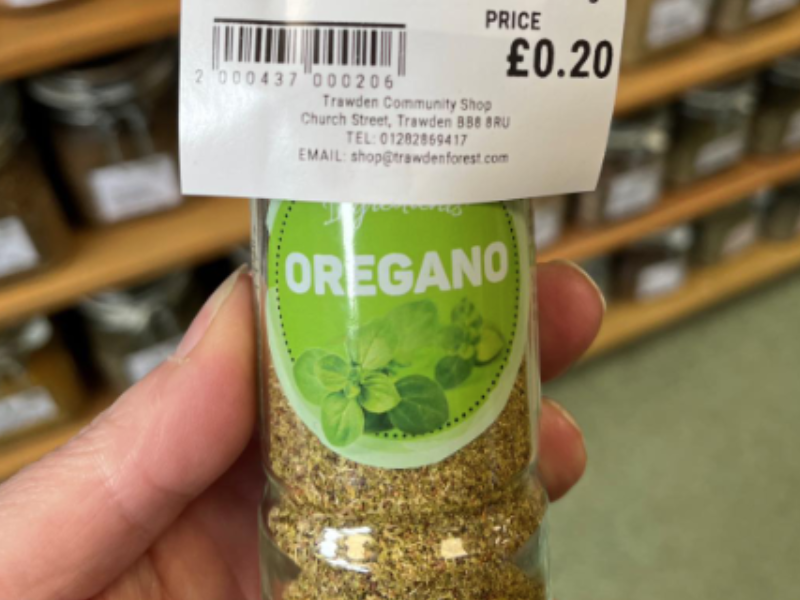 PRICE
£0.20
2 000437 000206
Trawden Community Shop
Church Street, Trawden BB8 8RU
TEL: 01282869417
EMAIL: shop@trawdenforest.com
Ingredients
OREGANO